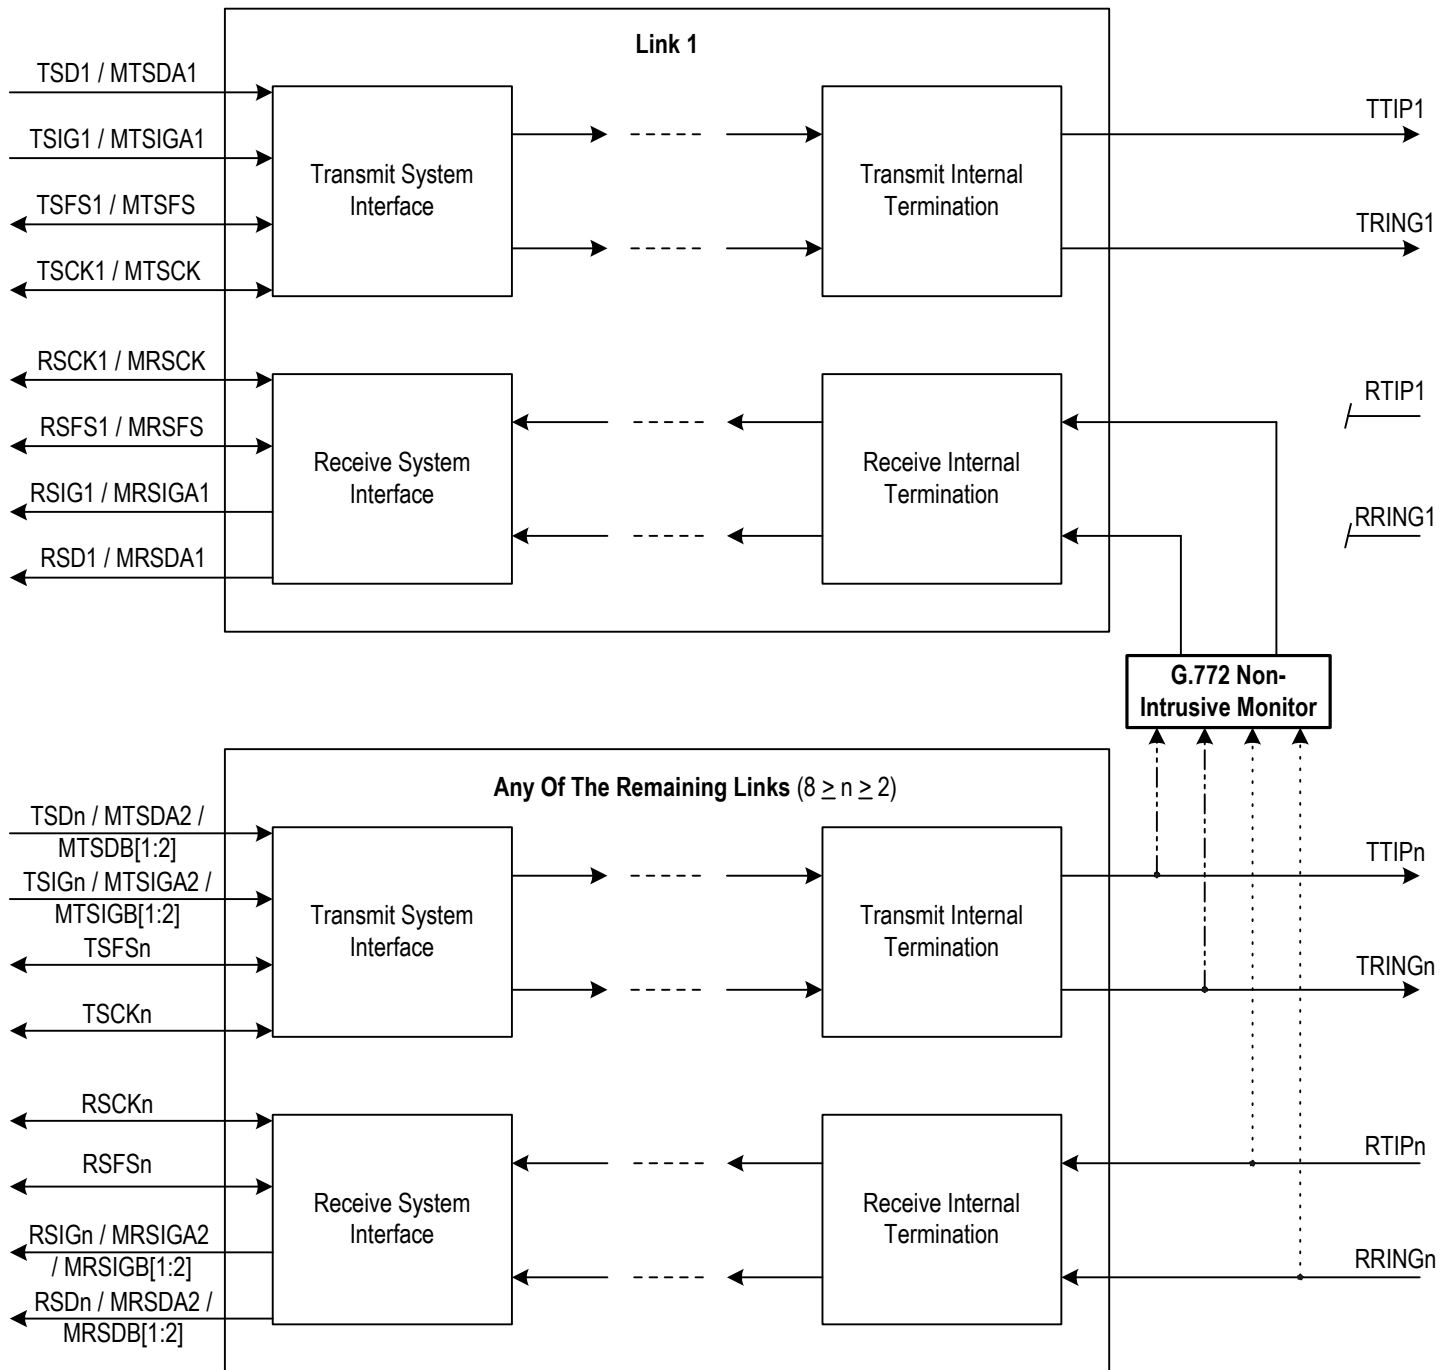 Link 1
TSD1 / MTSDA1
TSIG1 / MTSIGA1
TSFS1 / MTSFS
TSCK1 / MTSCK
Transmit System
Interface
Transmit Internal
Termination
TTIP1
TRING1
RSCK1 / MRSCK
RSFS1 / MRSFS
RSIG1 / MRSIGA1
RSD1 / MRSDA1
Receive System
Interface
Receive Internal
Termination
RTIP1
RRING1
G.772 Non-
Intrusive Monitor
Any Of The Remaining Links (8 ≥ n ≥ 2)
TSDn / MTSDA2 /
MTSDB[1:2]
TSIGn / MTSIGA2 /
MTSIGB[1:2]
TSFSn
TSCKn
Transmit System
Interface
Transmit Internal
Termination
TTIPn
TRINGn
RSCKn
RSFSn
RSIGn / MRSIGA2
/ MRSIGB[1:2]
RSDn / MRSDA2 /
MRSDB[1:2]
Receive System
Interface
Receive Internal
Termination
RTIPn
RRINGn